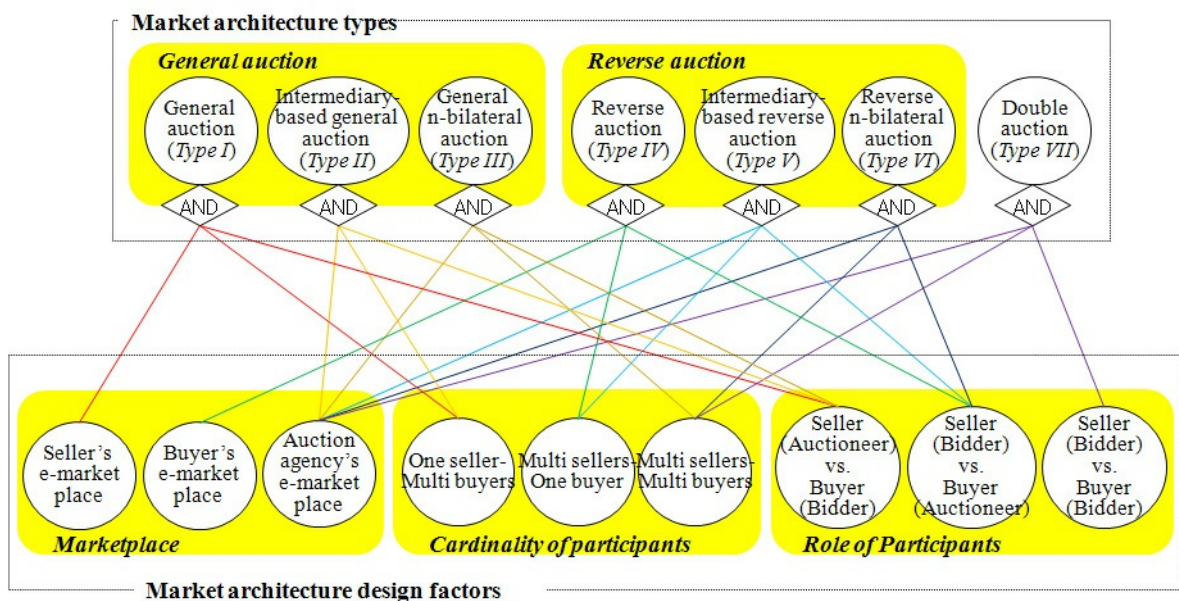 Market architecture types
General auction
Reverse auction
General
auction
(Type I)
Intermediary-
based general
auction
(Type II)
General
n-bilateral
auction
(Type III)
Reverse
auction
(Type IV)
Intermediary-
based reverse
auction
(Type V)
Reverse
n-bilateral
auction
(Type VI)
Double
auction
(Type VII)
AND
AND
AND
AND
AND
AND
AND
Seller's
e-market
place
Buyer's
e-market
place
Auction
agency's
e-market
place
One seller-
Multi buyers
Multi sellers-
One buyer
Multi sellers-
Multi buyers
Seller
(Auctioneer)
vs.
Buyer
(Bidder)
Seller
(Bidder)
vs.
Buyer
(Auctioneer)
Seller
(Bidder)
vs.
Buyer
(Bidder)
Marketplace
Cardinality of participants
Role of Participants
Market architecture design factors